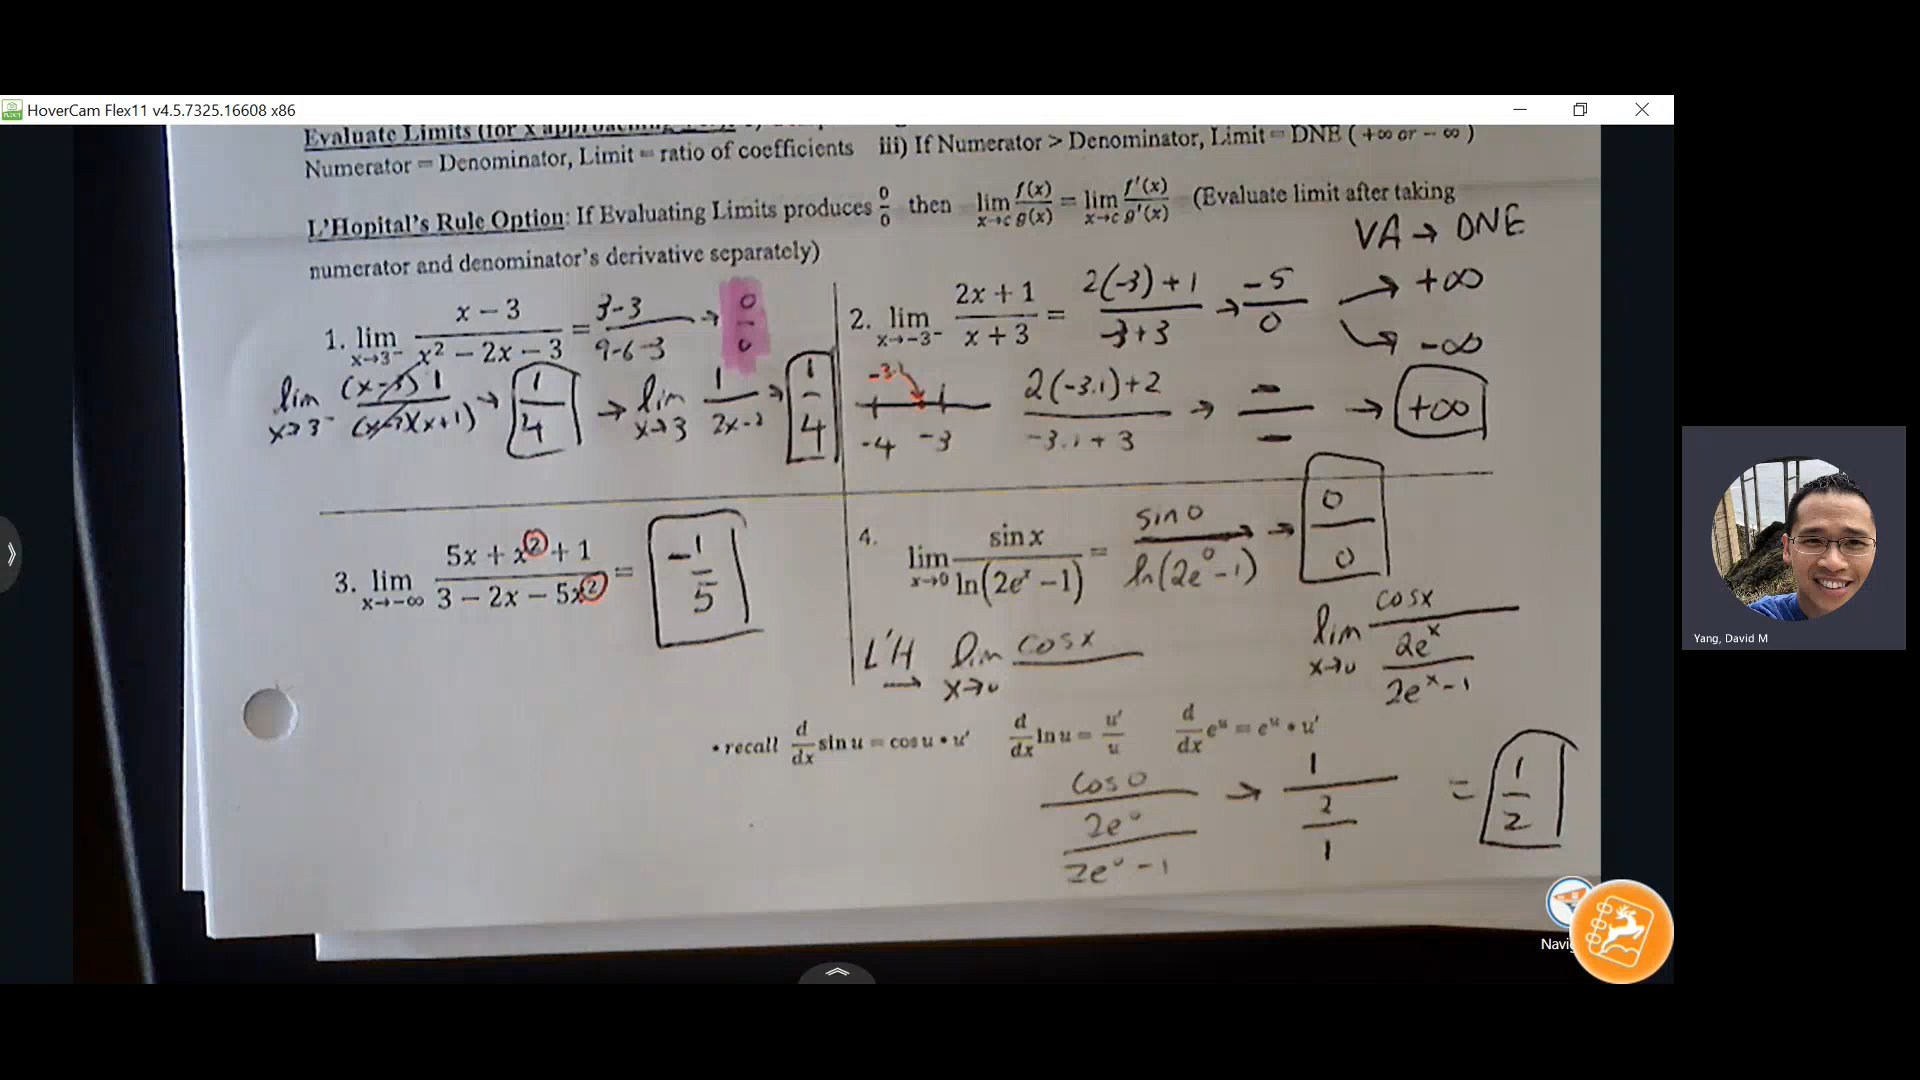 HoverCam Flex11 v4.5.7325.16608 x86
Evaluate Limits (for x approaching
Numerator = Denominator, Limit = ratio of coefficients iii) If Numerator > Denominator, Limit = DNE ( +∞ or − ∞ )
L'Hopital's Rule Option: If Evaluating Limits produces 0/0 then lim x→c f(x)/g(x) = lim x→c f'(x)/g'(x) (Evaluate limit after taking
numerator and denominator's derivative separately)
VA → DNE
1. lim x→3⁻ (x − 3)/(x² − 2x − 3) = (3-3)/(9-6-3) → 0/0
lim x→3⁻ (x-3) 1/(x-3)(x+1) → 1/4 → lim x→3 1/(2x-2) → 1/4
2. lim x→−3⁻ (2x + 1)/(x + 3) = (2(-3)+1)/(-3+3) → -5/0 → +∞
→ -∞
-3.1
-4 -3
(2(-3.1)+2)/(-3.1+3) → −/− → +∞
3. lim x→−∞ (5x + x² + 1)/(3 − 2x − 5x²) = -1/5
4. lim x→0 sin x/ln(2eˣ − 1) = sin 0/ln(2e⁰-1) → 0/0
L'H → lim x→0 cosx
lim x→0 cosx/(2eˣ/(2eˣ-1))
• recall d/dx sin u = cos u • u' d/dx ln u = u'/u d/dx eᵘ = eᵘ • u'
cos0/(2e⁰/(2e⁰-1)) → 1/(2/1) = 1/2
Yang, David M